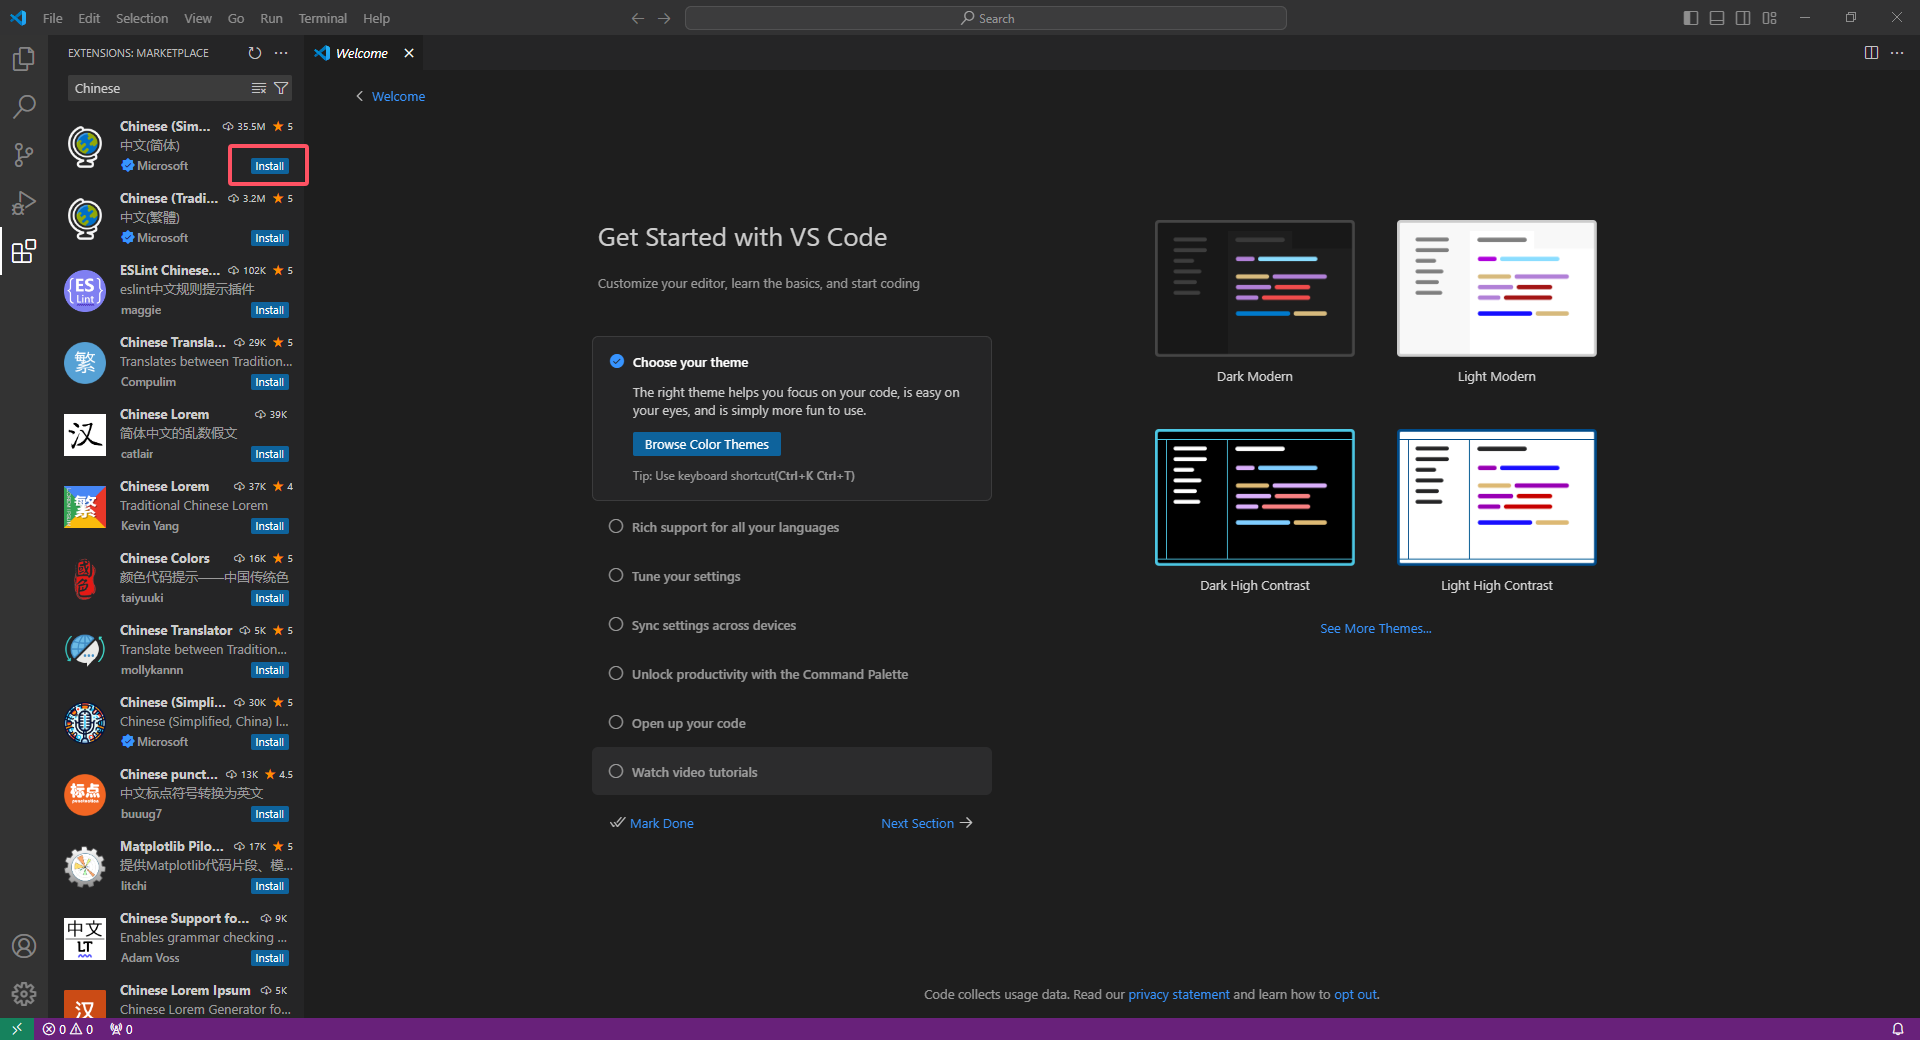 File Edit Selection View Go Run Terminal Help
Search
EXTENSIONS: MARKETPLACE
Welcome
Chinese
Welcome
Chinese (Sim... 35.5M 5
中文(简体)
Microsoft Install
Chinese (Tradi... 3.2M 5
中文(繁體)
Microsoft Install
ES
Lint
ESLint Chinese... 102K 5
eslint中文规则提示插件
maggie Install
繁
Chinese Transla... 29K 5
Translates between Tradition...
Compulim Install
汉
Chinese Lorem 39K
简体中文的乱数假文
catlair Install
繁
Chinese Lorem 37K 4
Traditional Chinese Lorem
Kevin Yang Install
國色
Chinese Colors 16K 5
颜色代码提示——中国传统色
taiyuuki Install
Chinese Translator 5K 5
Translate between Tradition...
mollykannn Install
Chinese (Simpli... 30K 5
Chinese (Simplified, China) l...
Microsoft Install
标点
Chinese punct... 13K 4.5
中文标点符号转换为英文
buuug7 Install
Matplotlib Pilo... 17K 5
提供Matplotlib代码片段、模...
litchi Install
中文
LT
Chinese Support fo... 9K
Enables grammar checking ...
Adam Voss Install
汉
Chinese Lorem Ipsum 5K
Chinese Lorem Generator fo...
Get Started with VS Code
Customize your editor, learn the basics, and start coding
Choose your theme
The right theme helps you focus on your code, is easy on
your eyes, and is simply more fun to use.
Browse Color Themes
Tip: Use keyboard shortcut(Ctrl+K Ctrl+T)
Rich support for all your languages
Tune your settings
Sync settings across devices
Unlock productivity with the Command Palette
Open up your code
Watch video tutorials
Mark Done Next Section
Dark Modern Light Modern
Dark High Contrast Light High Contrast
See More Themes...
Code collects usage data. Read our privacy statement and learn how to opt out.
0 0 0